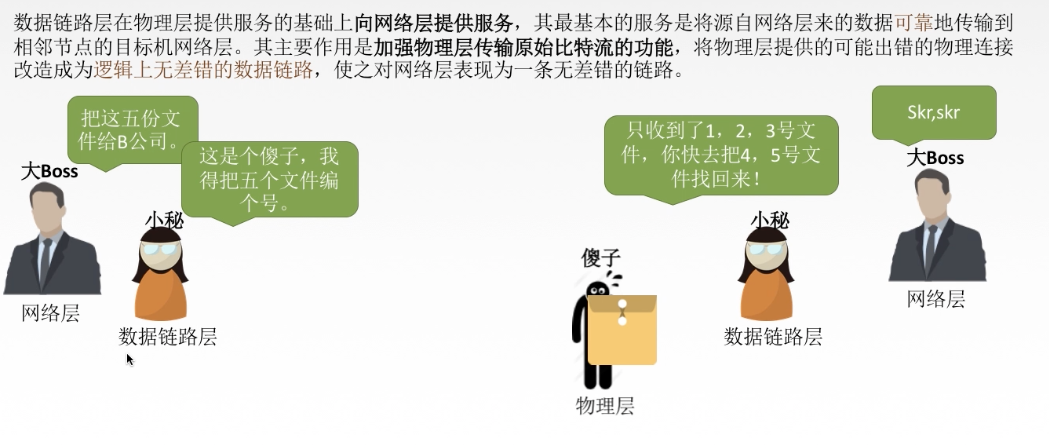 数据链路层在物理层提供服务的基础上向网络层提供服务，其最基本的服务是将源自网络层来的数据可靠地传输到
相邻节点的目标机网络层。其主要作用是加强物理层传输原始比特流的功能，将物理层提供的可能出错的物理连接
改造成为逻辑上无差错的数据链路，使之对网络层表现为一条无差错的链路。
把这五份文
件给B公司。
大Boss
网络层
这是个傻子，我
得把五个文件编
个号。
小秘
数据链路层
傻子
物理层
只收到了1，2，3号文
件，你快去把4，5号文
件找回来！
小秘
数据链路层
Skr,skr
大Boss
网络层